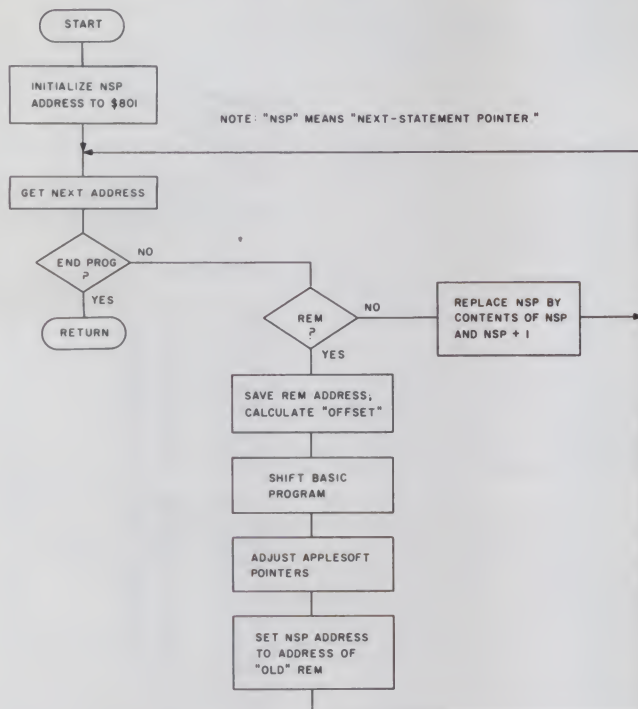 START
INITIALIZE NSP
ADDRESS TO $801
NOTE: "NSP" MEANS "NEXT-STATEMENT POINTER."
GET NEXT ADDRESS
END PROG
?
NO
YES
RETURN
REM
?
NO
YES
REPLACE NSP BY
CONTENTS OF NSP
AND NSP + 1
SAVE REM ADDRESS;
CALCULATE "OFFSET"
SHIFT BASIC
PROGRAM
ADJUST APPLESOFT
POINTERS
SET NSP ADDRESS
TO ADDRESS OF
"OLD" REM